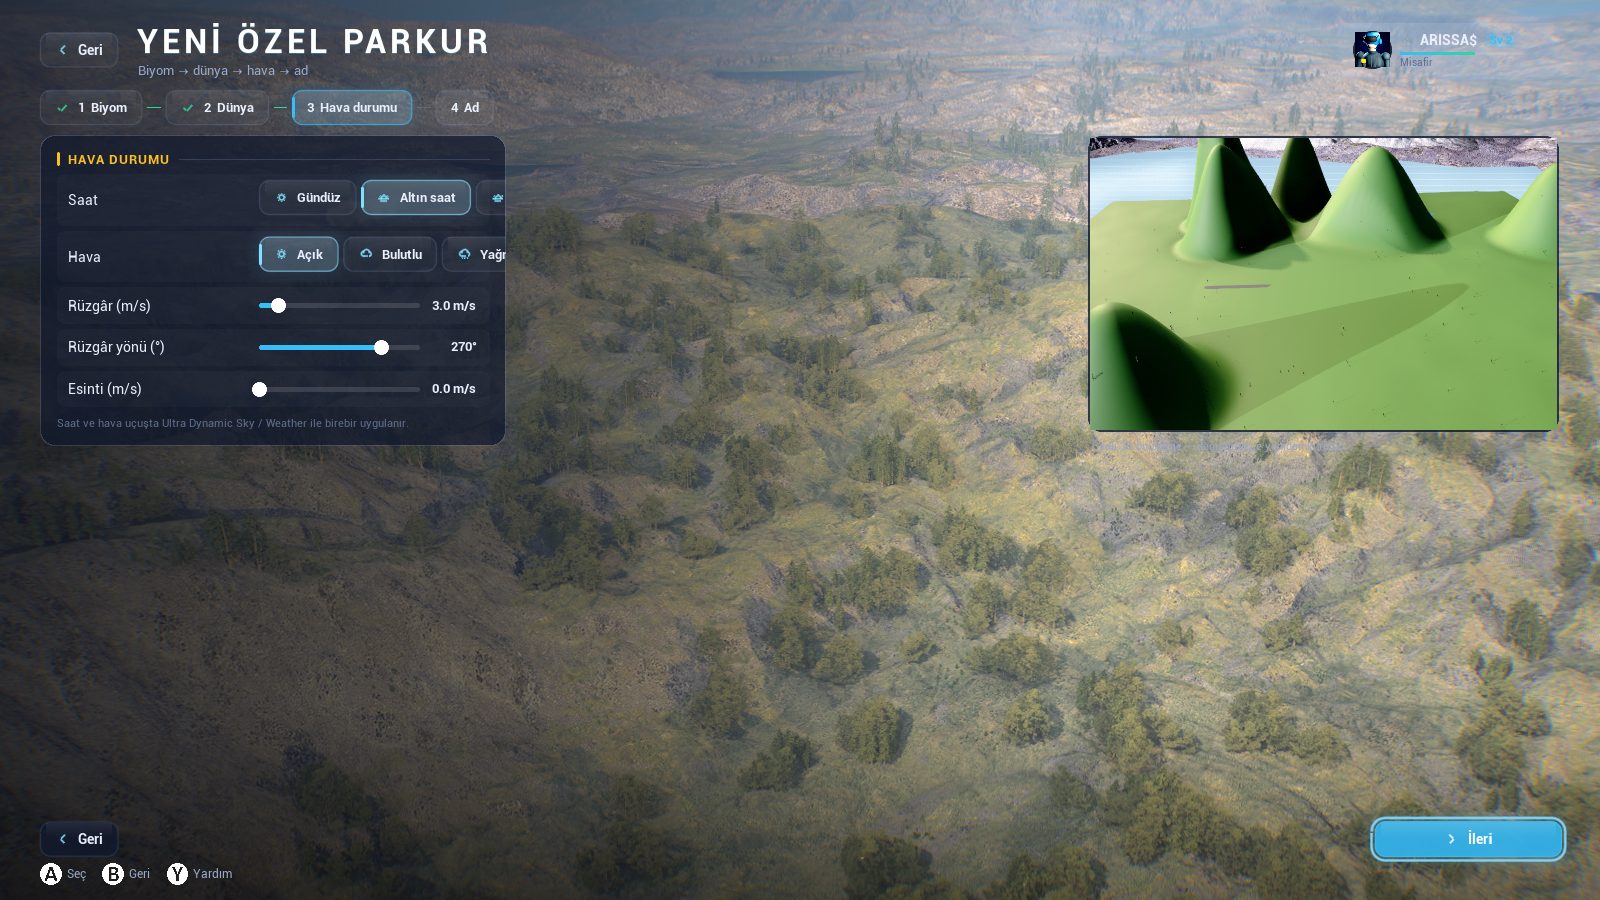 Geri
YENİ ÖZEL PARKUR
Biyom → dünya → hava → ad
ARISSA$
Misafir
1 Biyom
2 Dünya
3 Hava durumu
4 Ad
HAVA DURUMU
Saat
Gündüz
Altın saat
Hava
Açık
Bulutlu
Rüzgâr (m/s)
3.0 m/s
Rüzgâr yönü (°)
270°
Esinti (m/s)
0.0 m/s
Saat ve hava uçuşta Ultra Dynamic Sky / Weather ile birebir uygulanır.
Geri
İleri
A Seç
B Geri
Y Yardım